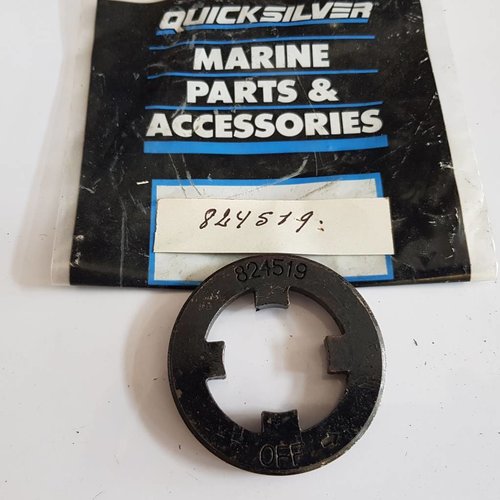 QUICKSILVER
MARINE
PARTS &
ACCESSORIES
824519.
824519
OFF